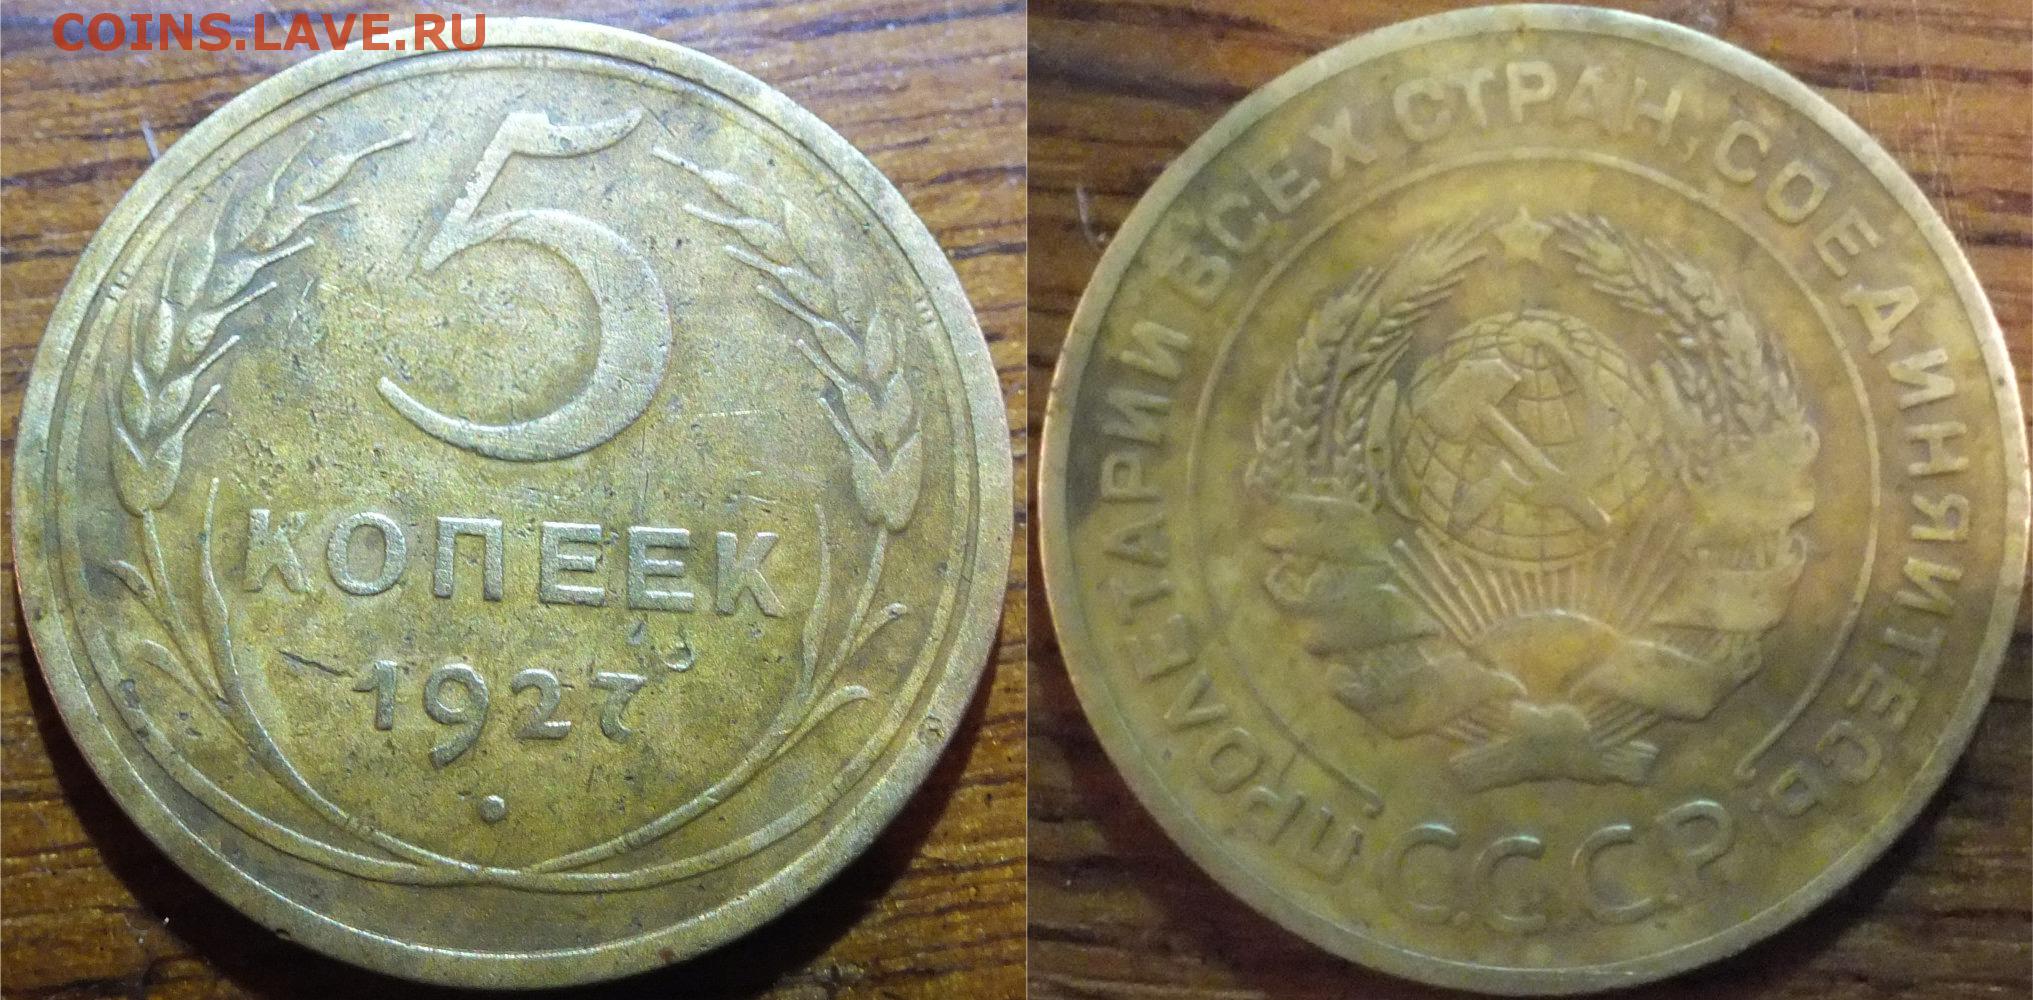 COINS.LAVE.RU
5
КОПЕЕК
1927
ПРОЛЕТАРИИ ВСЕХ СТРАН, СОЕДИНЯЙТЕСЬ!
С.С.С.Р.